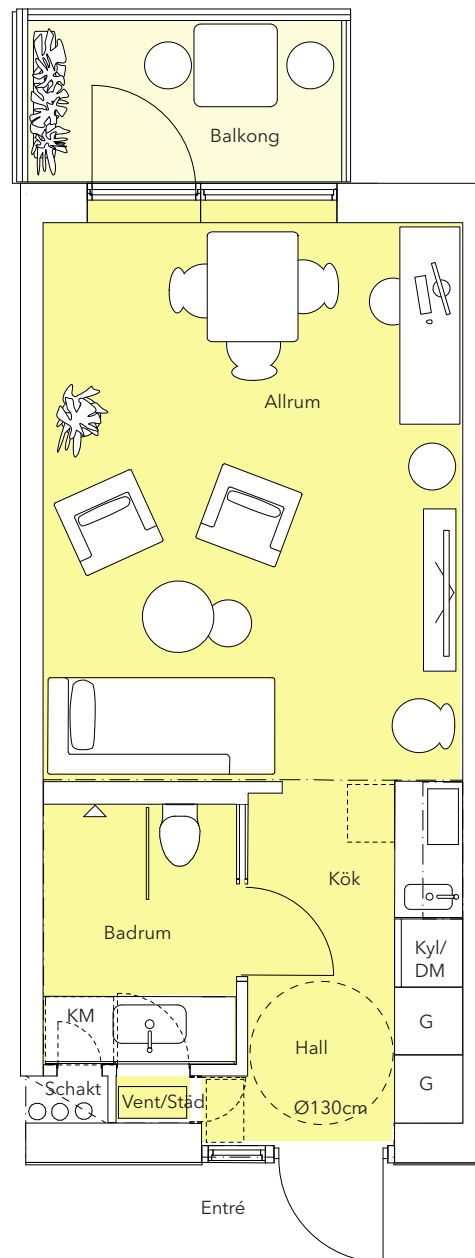 Balkong
Allrum
Kök
Badrum
Kyl/
DM
KM
G
Hall
G
Schakt
Vent/Städ
Ø130cm
Entré